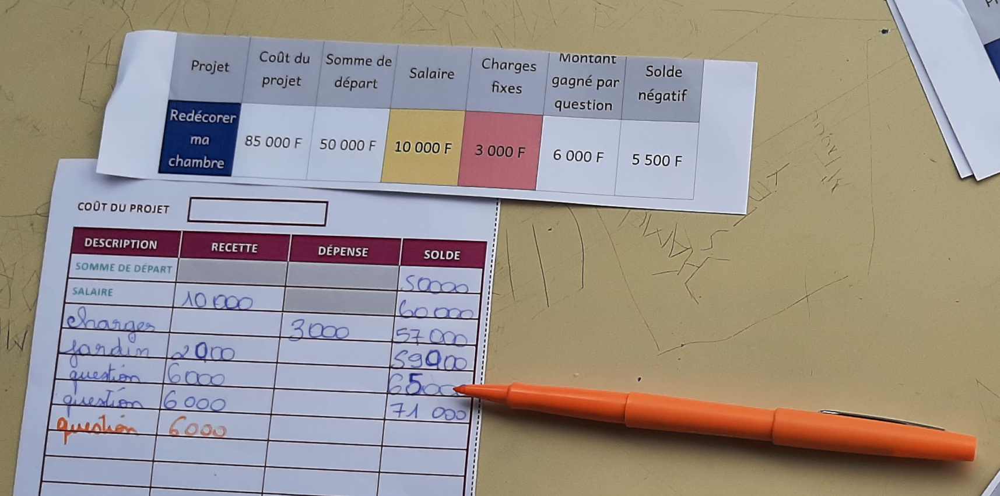 Projet
Coût du
projet
Somme de
départ
Salaire
Charges
fixes
Montant
gagné par
question
Solde
négatif
Redécorer
ma
chambre
85 000 F
50 000 F
10 000 F
3 000 F
6 000 F
5 500 F
COÛT DU PROJET
DESCRIPTION RECETTE DÉPENSE SOLDE
SOMME DE DÉPART 50000
SALAIRE 10 000 60 000
charges 3000 57 000
jardin 2000 59000
question 6000 65000
question 6 000 71 000
question 6000